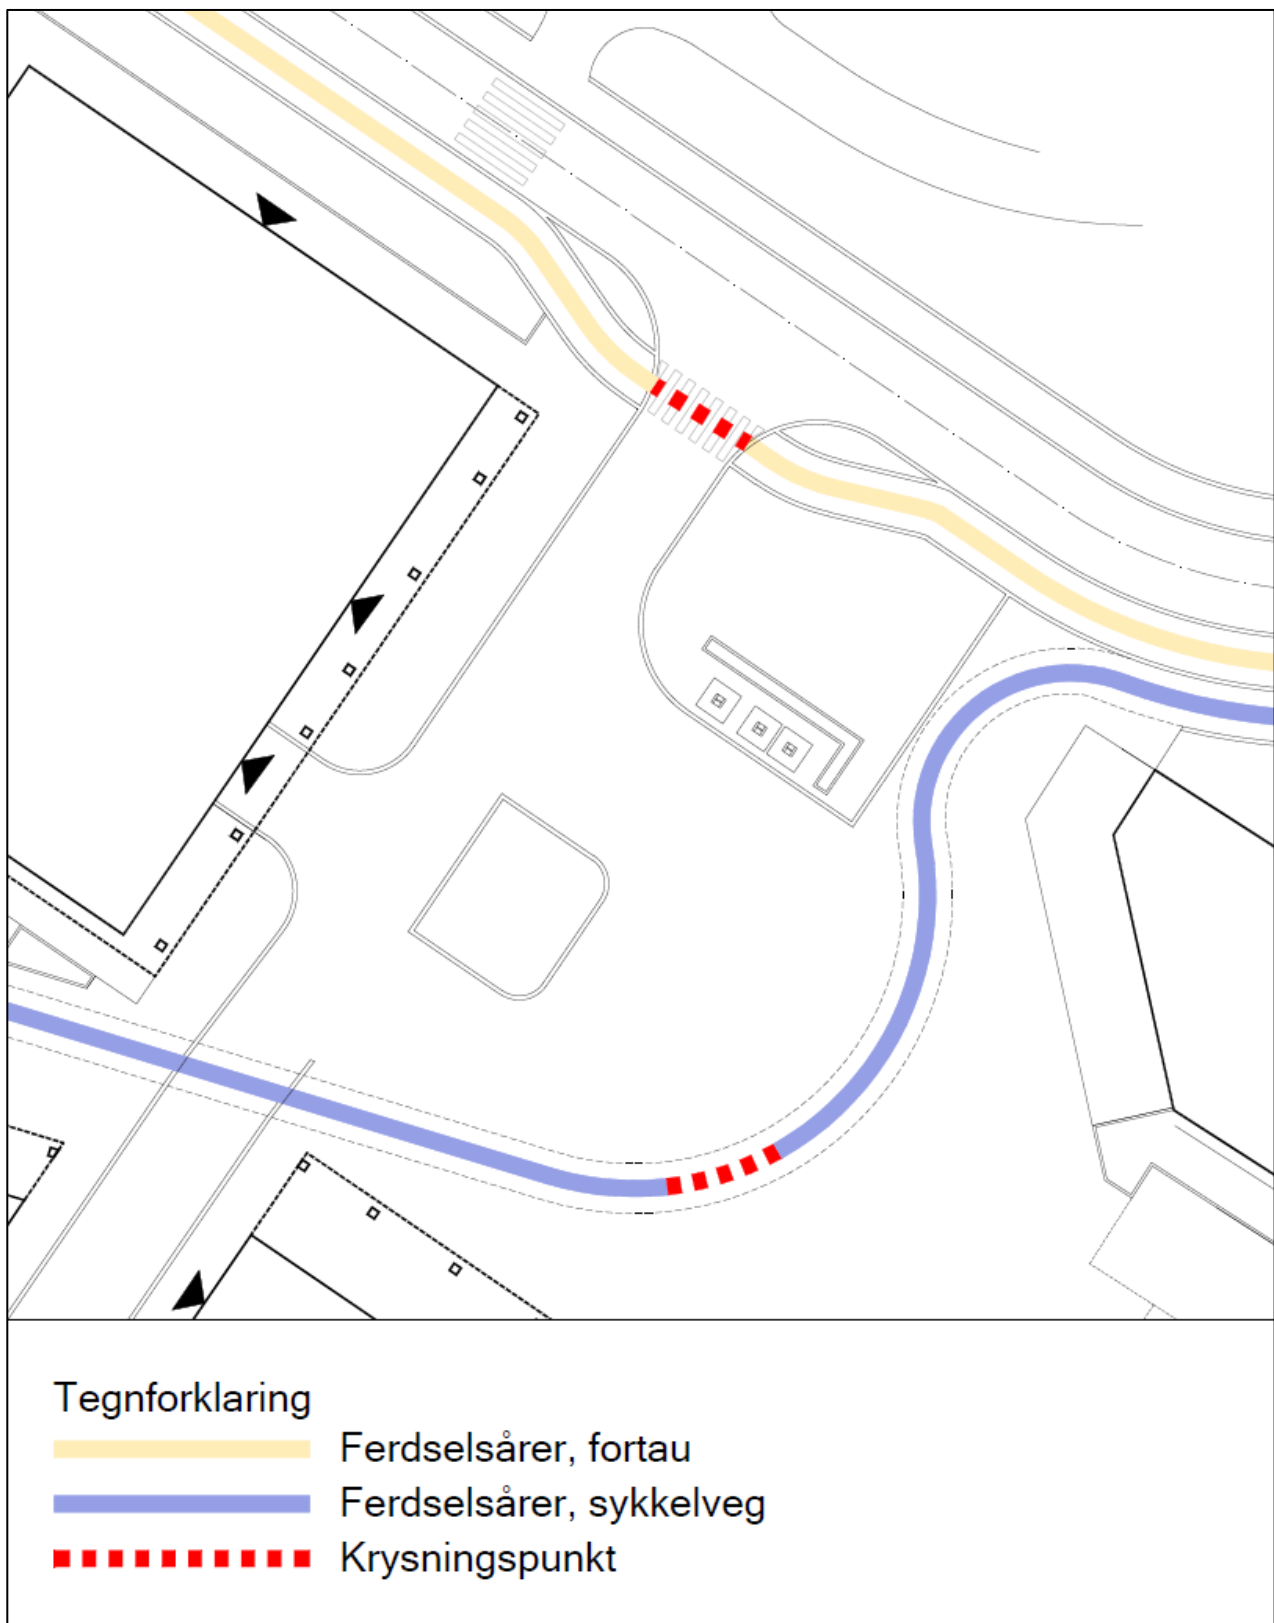 Tegnforklaring
Ferdselsårer, fortau
Ferdselsårer, sykkelveg
Krysningspunkt